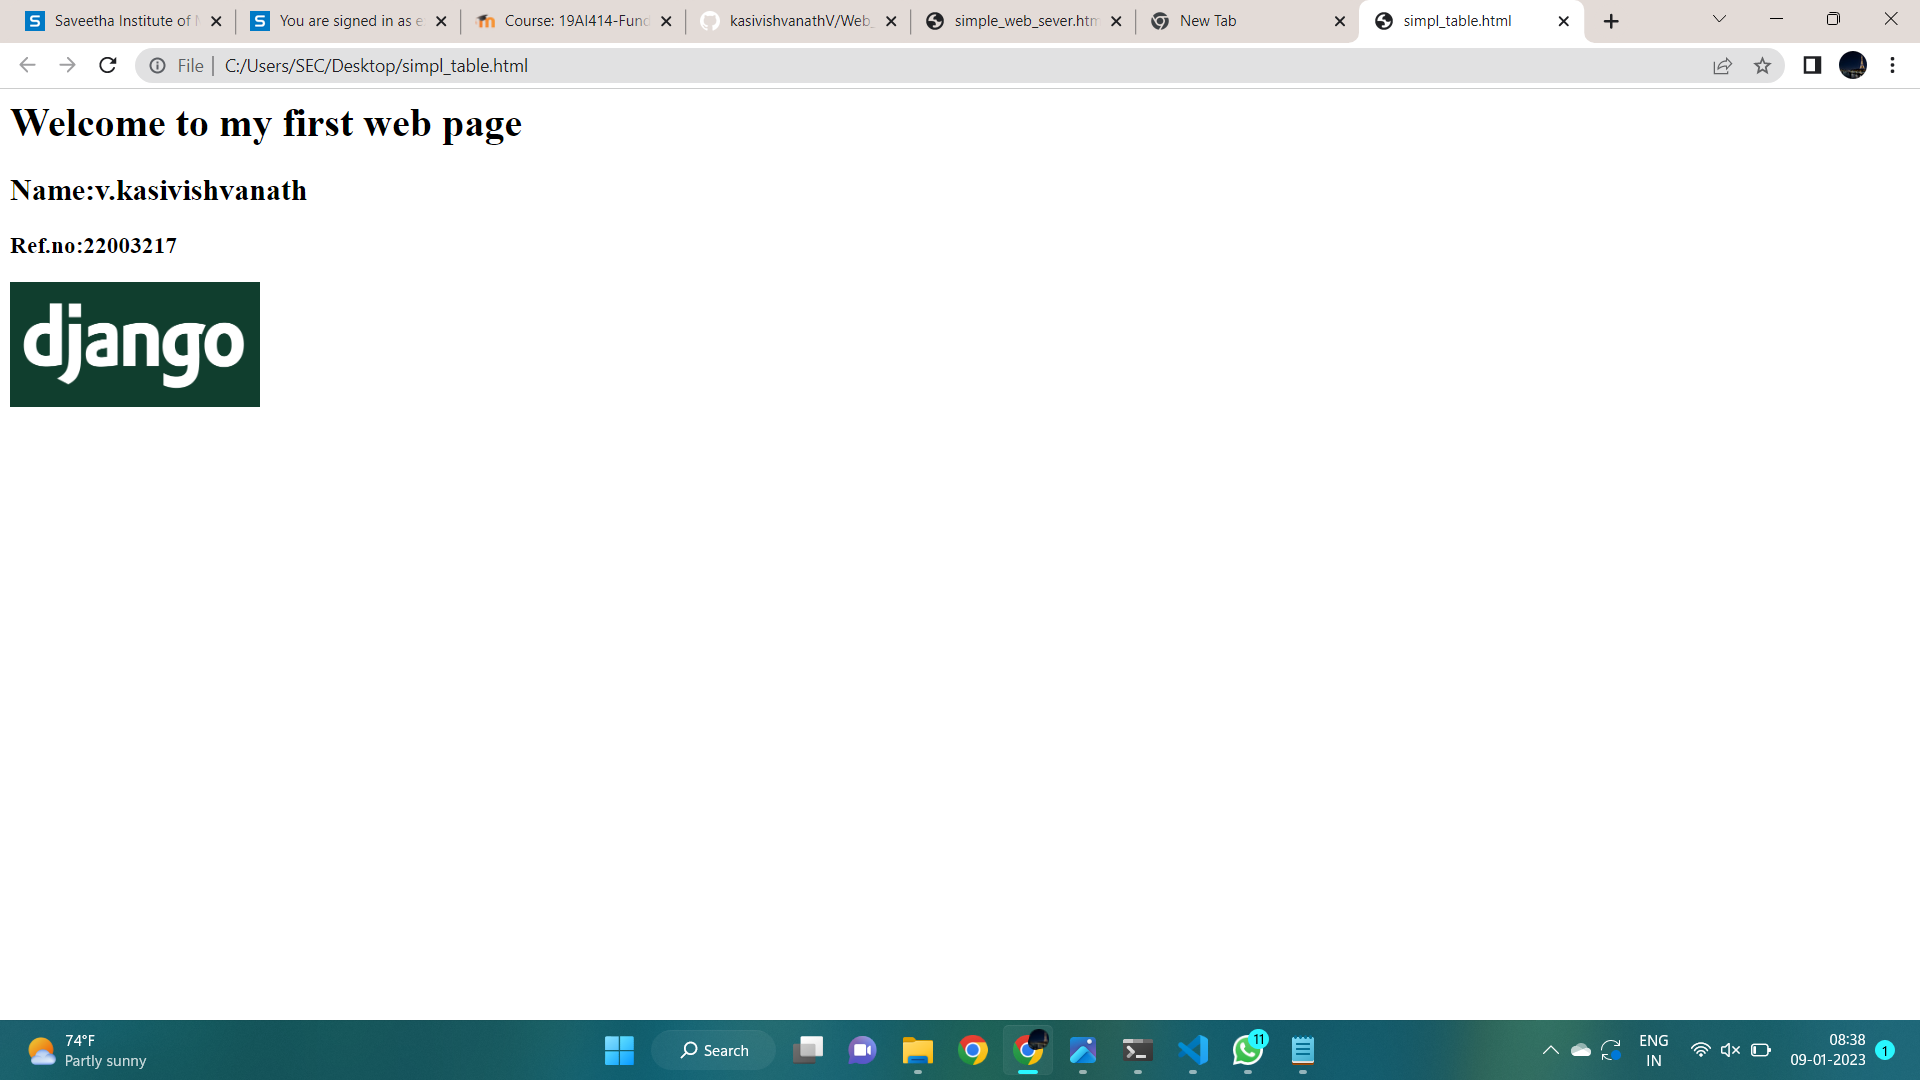 Saveetha Institute of
You are signed in as e
Course: 19AI414-Fund
kasivishvanathV/Web_
simple_web_sever.htm
New Tab
simpl_table.html
File | C:/Users/SEC/Desktop/simpl_table.html
Welcome to my first web page
Name:v.kasivishvanath
Ref.no:22003217
django
74°F
Partly sunny
Search
11
ENG
IN
08:38
09-01-2023
1